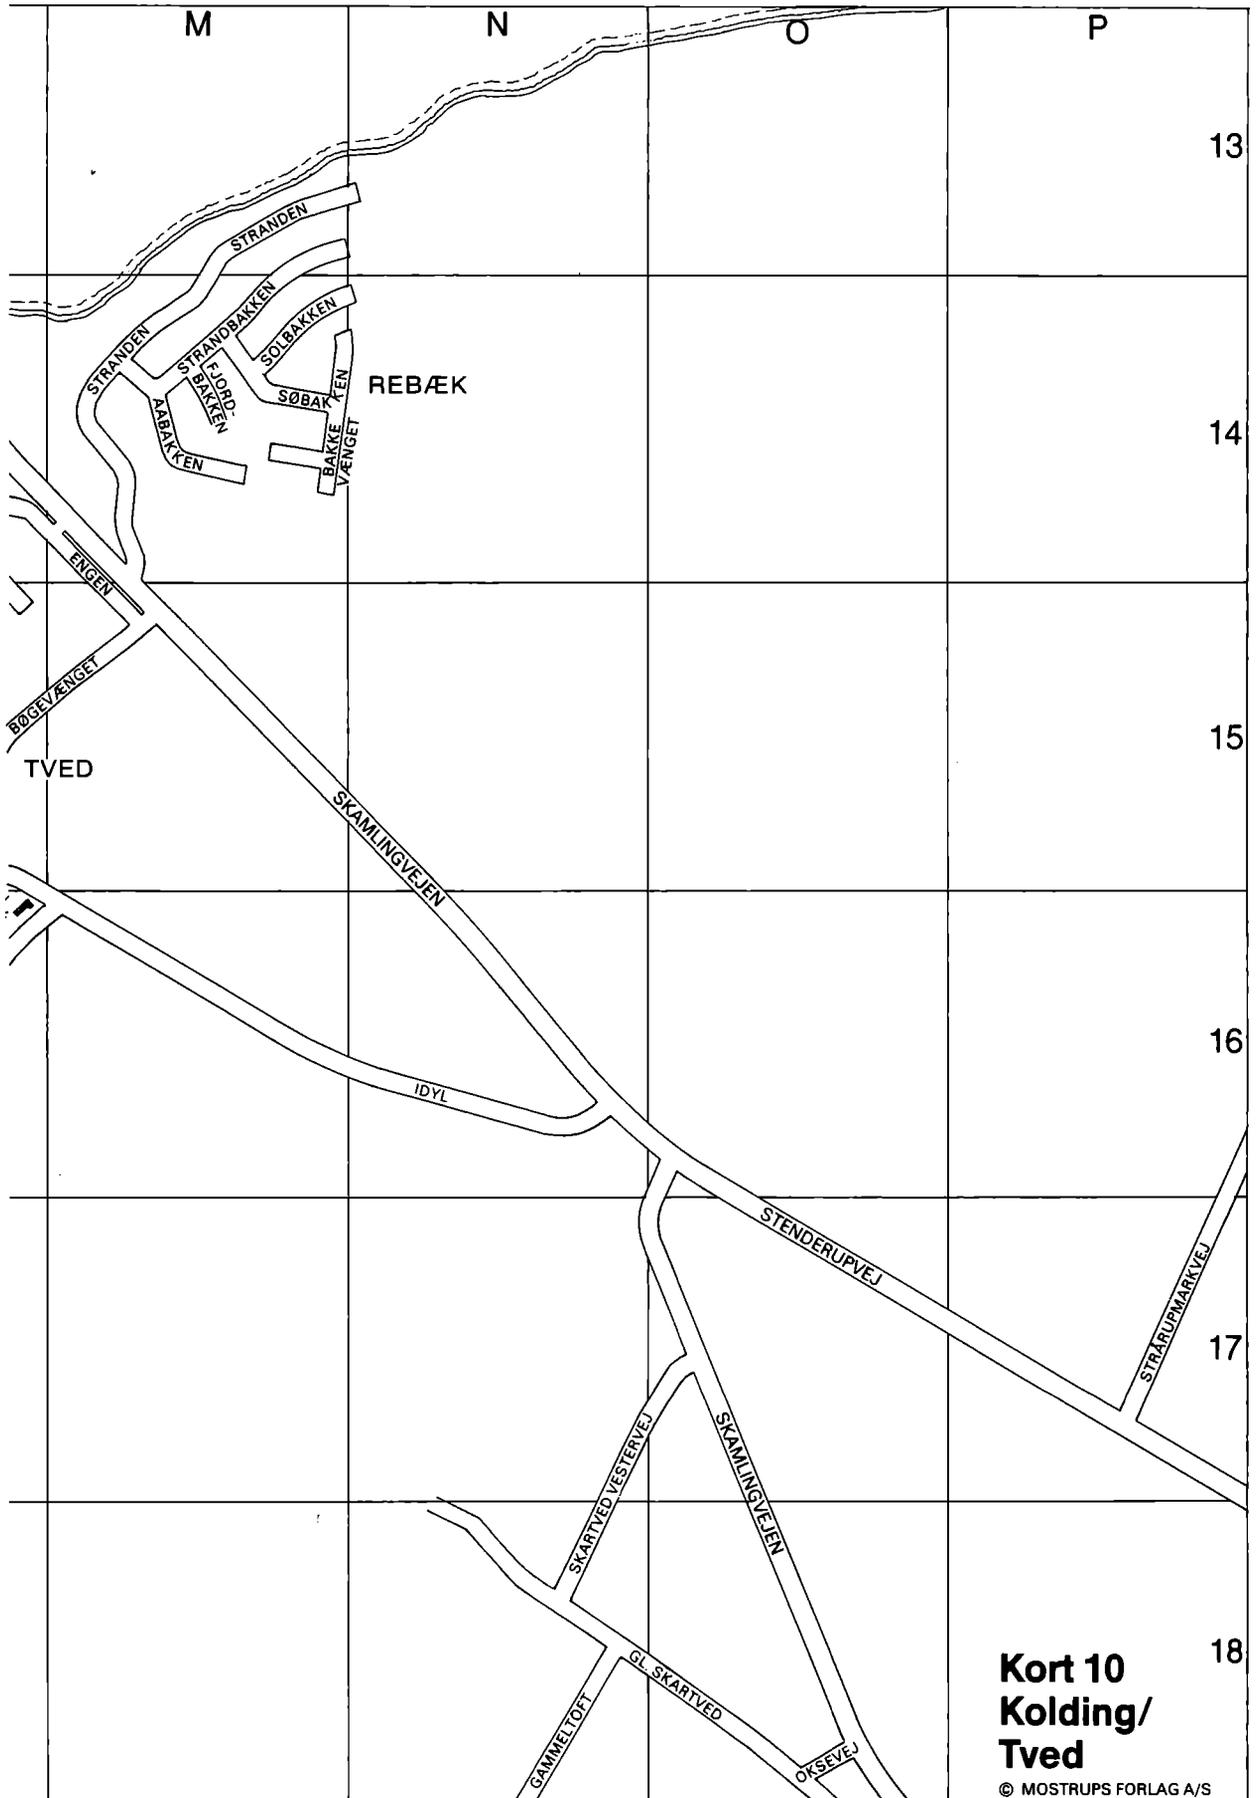 M
N
O
P
13
STRANDEN
STRANDBAKKEN
SOLBAKKEN
STRANDEN
FJORD-
BAKKEN
SØBAKKEN
REBÆK
AABAKKEN
BAKKE
VÆNGET
14
ENGEN
BØGEVÆNGET
15
TVED
SKAMLINGVEJEN
16
IDYL
STENDERUPVEJ
STRÅRUPMARKVEJ
17
SKARTVED VESTERVEJ
SKAMLINGVEJEN
18
GL. SKARTVED
GAMMELTOFT
OKSEVEJ
Kort 10
Kolding/
Tved
© MOSTRUPS FORLAG A/S